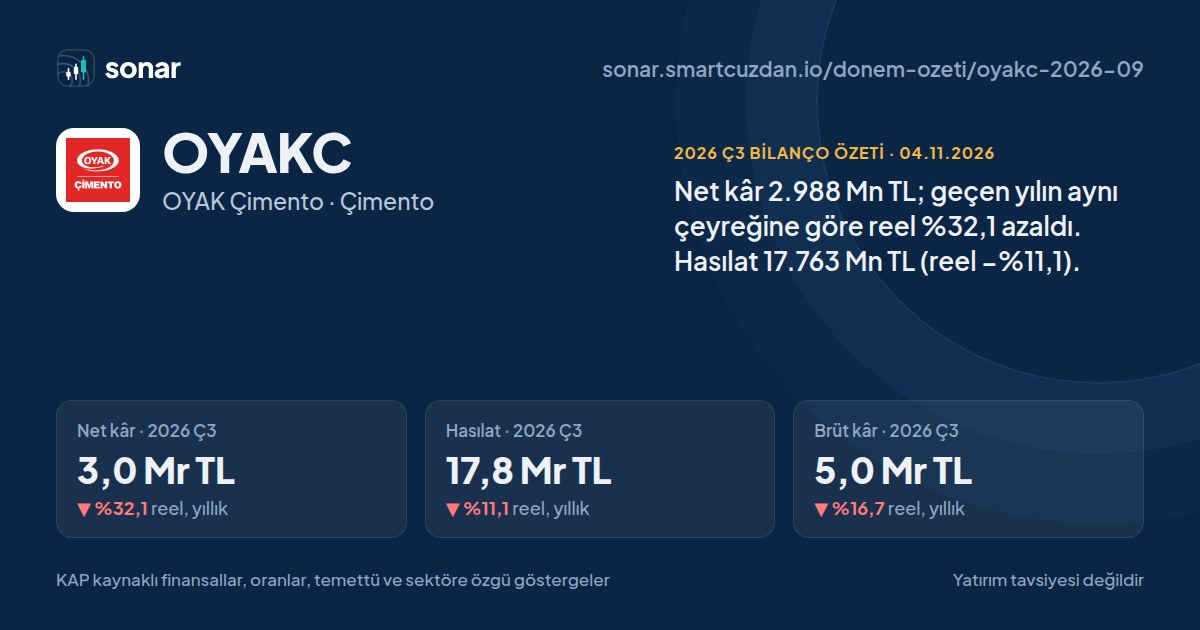 sonar
sonar.smartcuzdan.io/donem-ozeti/oyakc-2026-09
OYAK
ÇİMENTO
OYAKC
OYAK Çimento · Çimento
2026 Ç3 BİLANÇO ÖZETİ · 04.11.2026
Net kâr 2.988 Mn TL; geçen yılın aynı
çeyreğine göre reel %32,1 azaldı.
Hasılat 17.763 Mn TL (reel −%11,1).
Net kâr · 2026 Ç3
3,0 Mr TL
▼ %32,1 reel, yıllık
Hasılat · 2026 Ç3
17,8 Mr TL
▼ %11,1 reel, yıllık
Brüt kâr · 2026 Ç3
5,0 Mr TL
▼ %16,7 reel, yıllık
KAP kaynaklı finansallar, oranlar, temettü ve sektöre özgü göstergeler
Yatırım tavsiyesi değildir